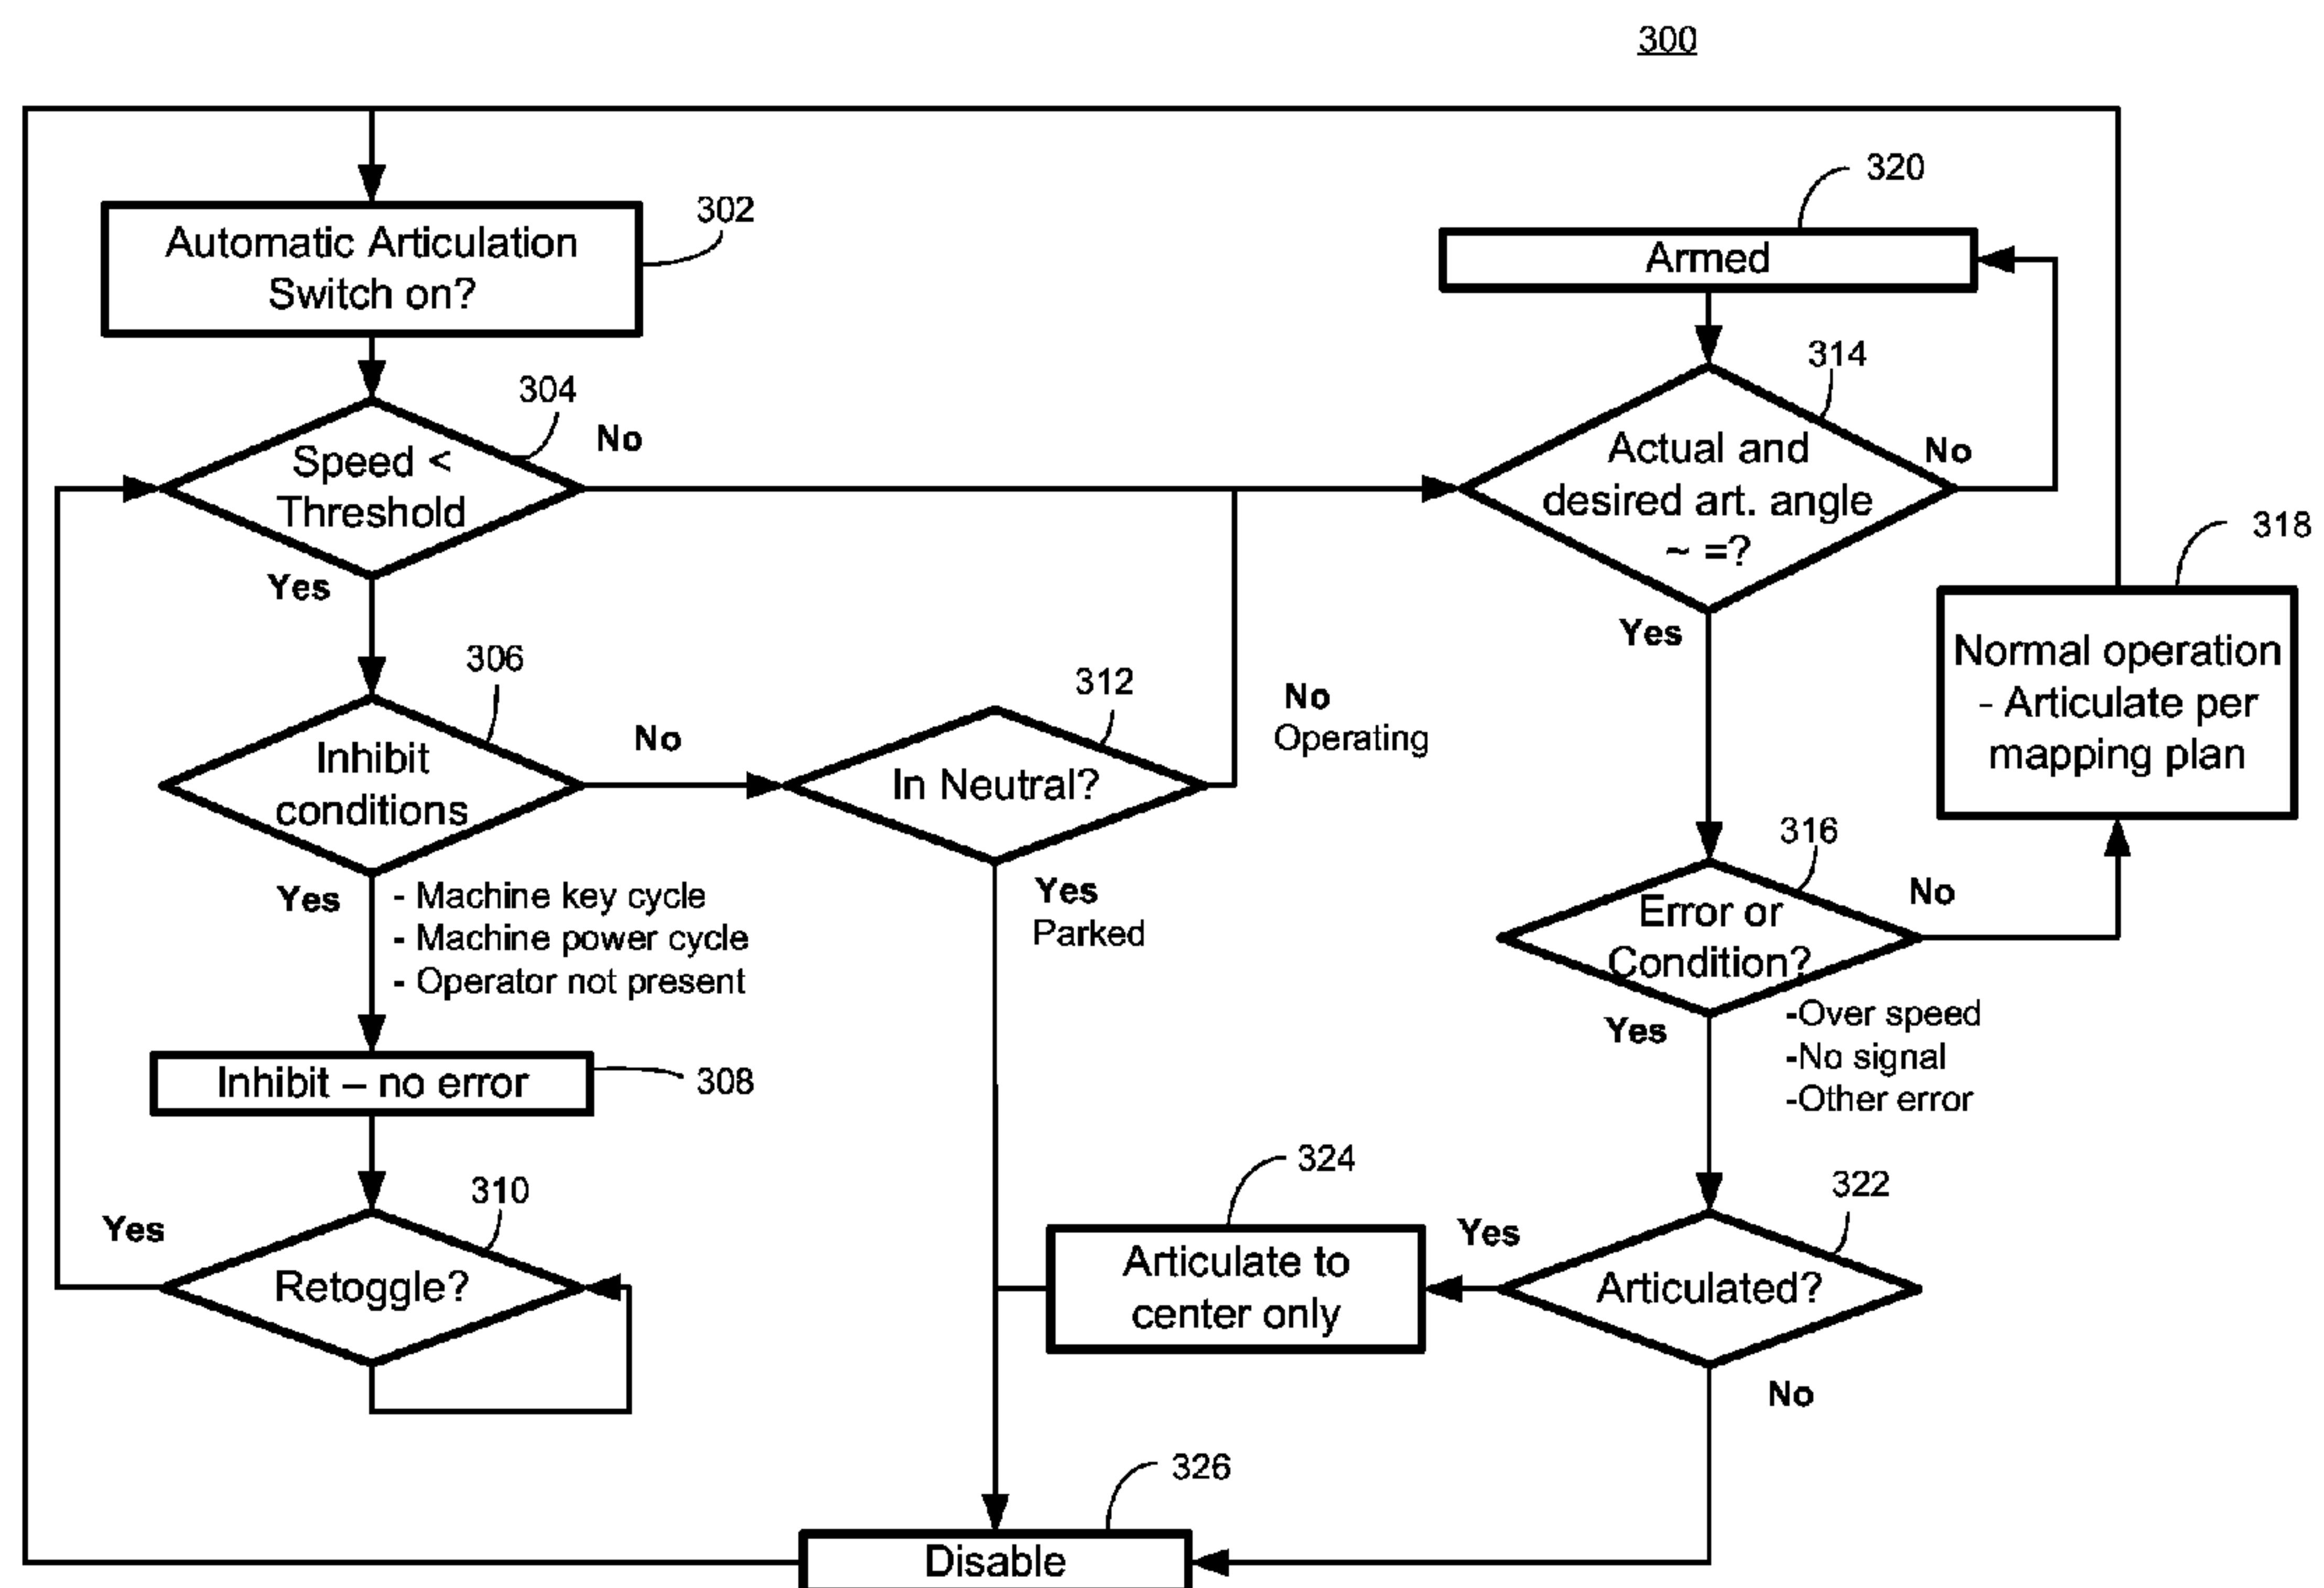 300
Automatic Articulation
Switch on?
302
Speed <
Threshold
304
No
Yes
Inhibit
conditions
306
No
Yes
- Machine key cycle
- Machine power cycle
- Operator not present
Inhibit – no error
308
Retoggle?
310
Yes
In Neutral?
312
No
Operating
Yes
Parked
Armed
320
Actual and
desired art. angle
~ =?
314
No
Yes
Normal operation
- Articulate per
mapping plan
318
Error or
Condition?
316
No
Yes
-Over speed
-No signal
-Other error
Articulated?
322
Yes
No
Articulate to
center only
324
Disable
326